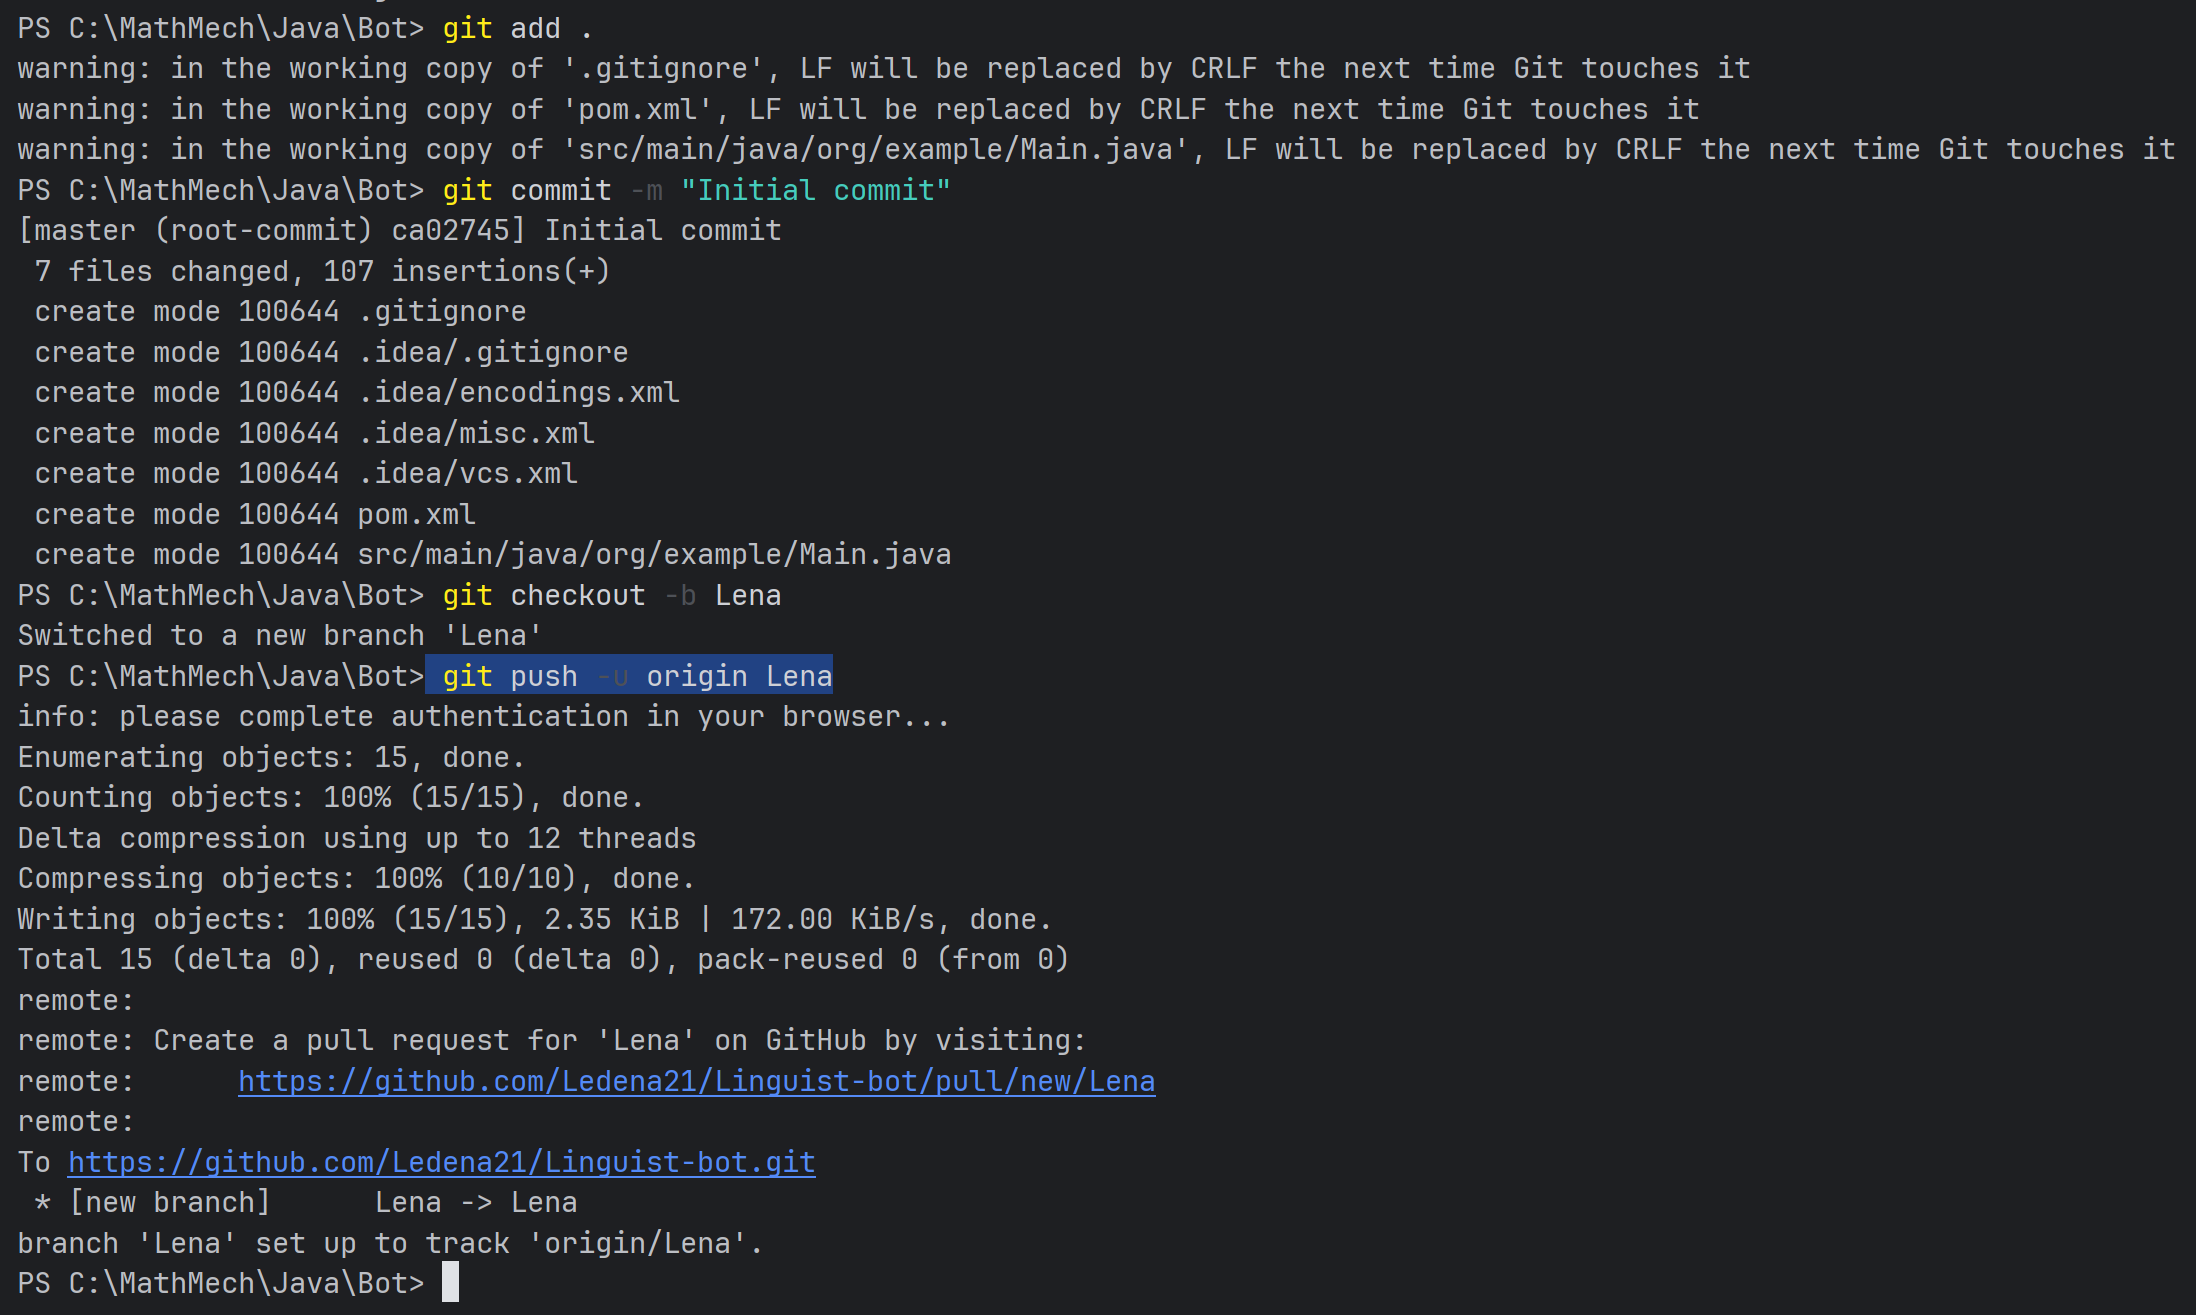 PS C:\MathMech\Java\Bot> git add .
warning: in the working copy of '.gitignore', LF will be replaced by CRLF the next time Git touches it
warning: in the working copy of 'pom.xml', LF will be replaced by CRLF the next time Git touches it
warning: in the working copy of 'src/main/java/org/example/Main.java', LF will be replaced by CRLF the next time Git touches it
PS C:\MathMech\Java\Bot> git commit -m "Initial commit"
[master (root-commit) ca02745] Initial commit
 7 files changed, 107 insertions(+)
 create mode 100644 .gitignore
 create mode 100644 .idea/.gitignore
 create mode 100644 .idea/encodings.xml
 create mode 100644 .idea/misc.xml
 create mode 100644 .idea/vcs.xml
 create mode 100644 pom.xml
 create mode 100644 src/main/java/org/example/Main.java
PS C:\MathMech\Java\Bot> git checkout -b Lena
Switched to a new branch 'Lena'
PS C:\MathMech\Java\Bot> git push -u origin Lena
info: please complete authentication in your browser...
Enumerating objects: 15, done.
Counting objects: 100% (15/15), done.
Delta compression using up to 12 threads
Compressing objects: 100% (10/10), done.
Writing objects: 100% (15/15), 2.35 KiB | 172.00 KiB/s, done.
Total 15 (delta 0), reused 0 (delta 0), pack-reused 0 (from 0)
remote:
remote: Create a pull request for 'Lena' on GitHub by visiting:
remote:      https://github.com/Ledena21/Linguist-bot/pull/new/Lena
remote:
To https://github.com/Ledena21/Linguist-bot.git
 * [new branch]      Lena -> Lena
branch 'Lena' set up to track 'origin/Lena'.
PS C:\MathMech\Java\Bot>